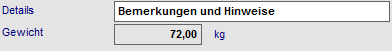 Details Bemerkungen und Hinweise
Gewicht 72,00 kg